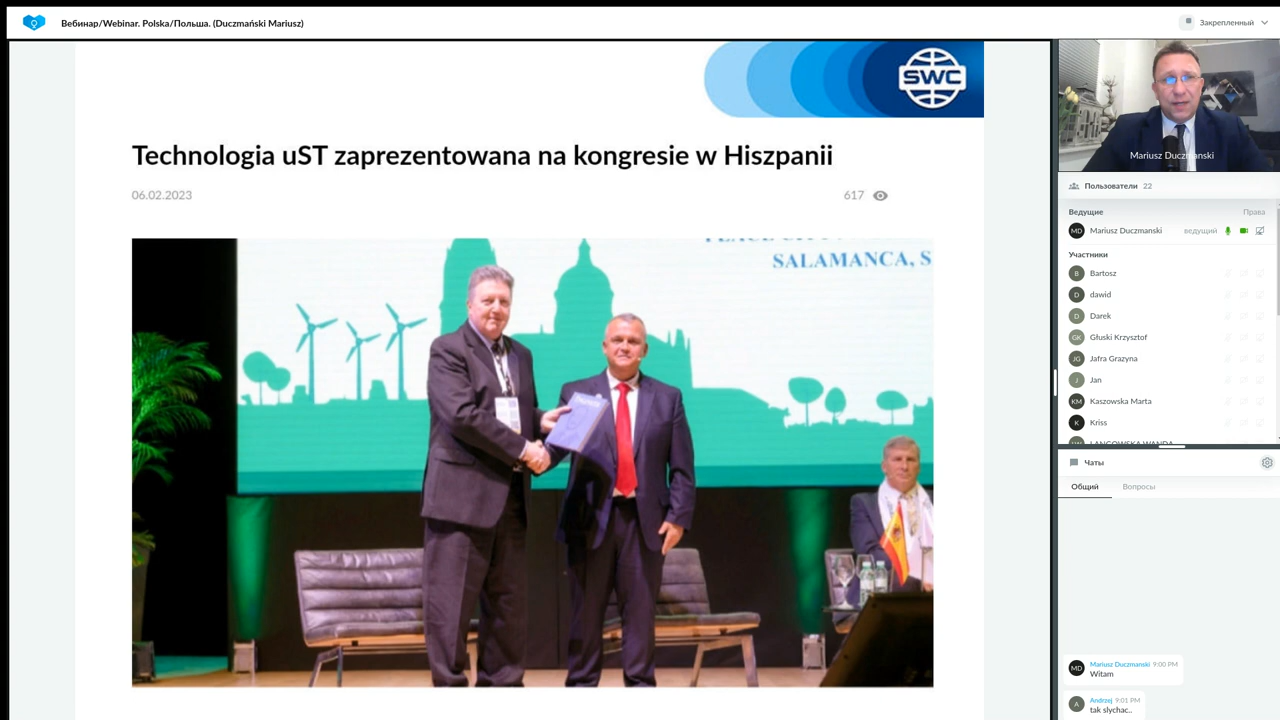 Вебинар/Webinar. Polska/Польша. (Duczmański Mariusz)
Закрепленный
SWC
Technologia uST zaprezentowana na kongresie w Hiszpanii
06.02.2023
617
SALAMANCA, S
Mariusz Duczmanski
Пользователи 22
Ведущие Права
MD Mariusz Duczmanski ведущий
Участники
B Bartosz
D dawid
D Darek
GK Głuski Krzysztof
JG Jafra Grazyna
J Jan
KM Kaszowska Marta
K Kriss
LANGOWSKA WANDA
Чаты
Общий Вопросы
MD Mariusz Duczmanski 9:00 PM
Witam
A Andrzej 9:01 PM
tak slychac..